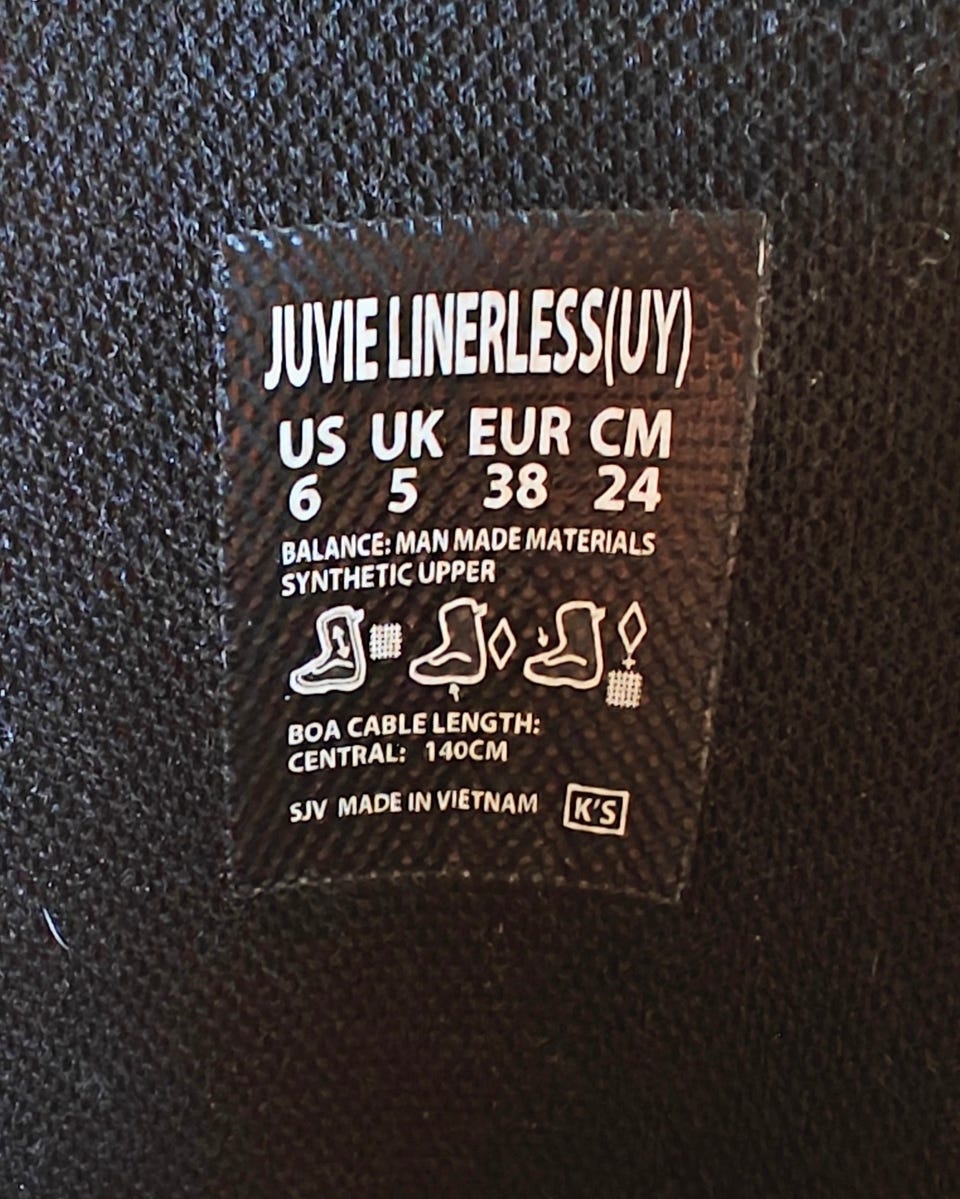 JUVIE LINERLESS(UY)
US UK EUR CM
6 5 38 24
BALANCE: MAN MADE MATERIALS
SYNTHETIC UPPER
BOA CABLE LENGTH:
CENTRAL: 140CM
SJV MADE IN VIETNAM K'S